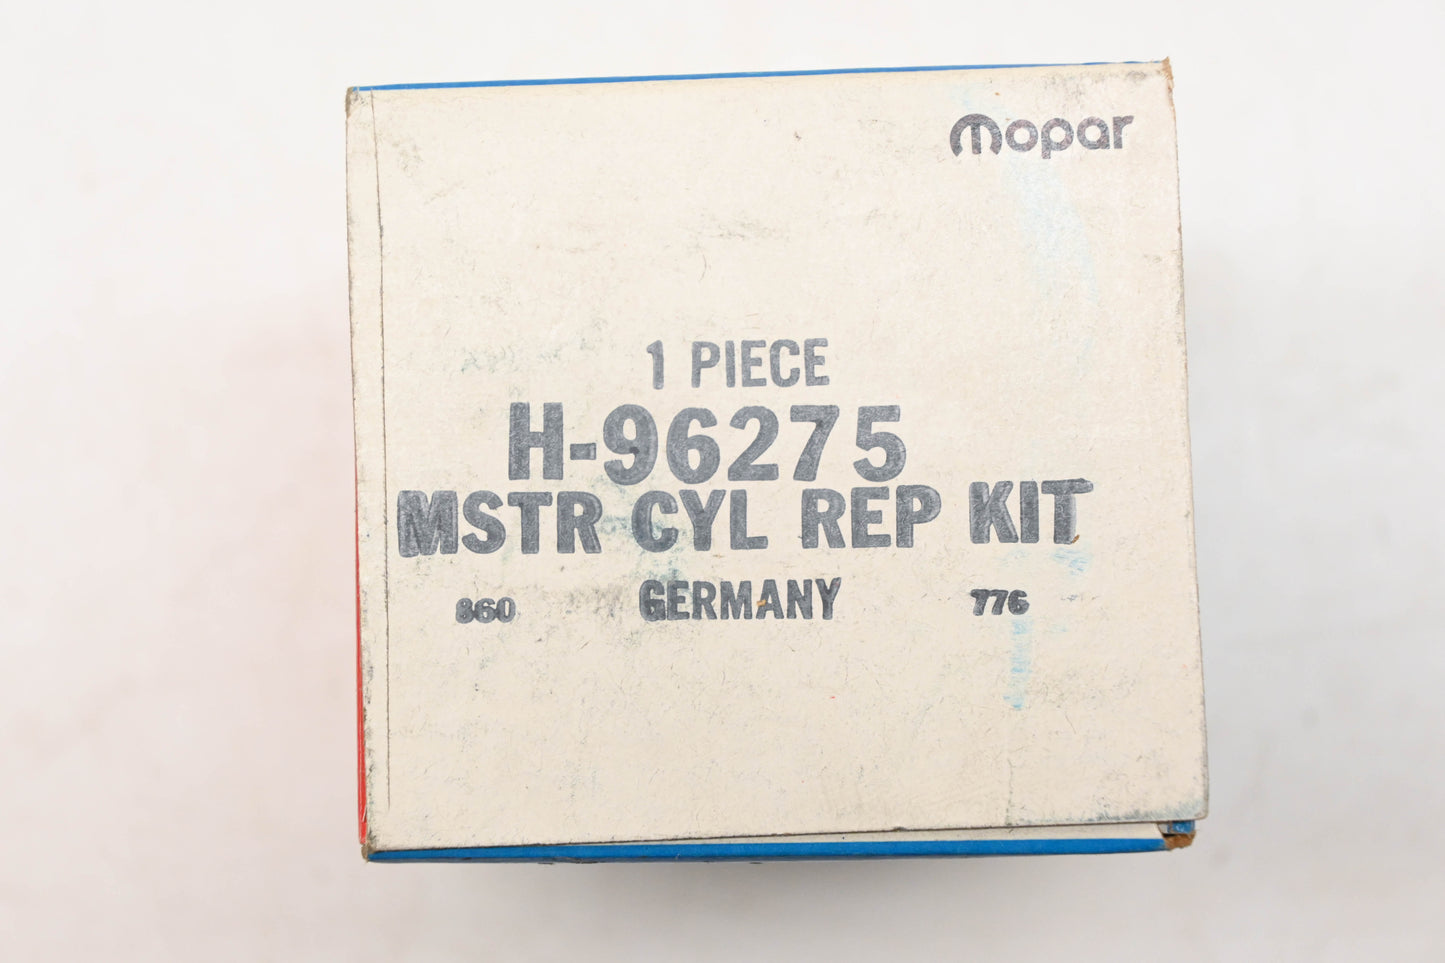 mopar
1 PIECE
H-96275
MSTR CYL REP KIT
860 GERMANY 776